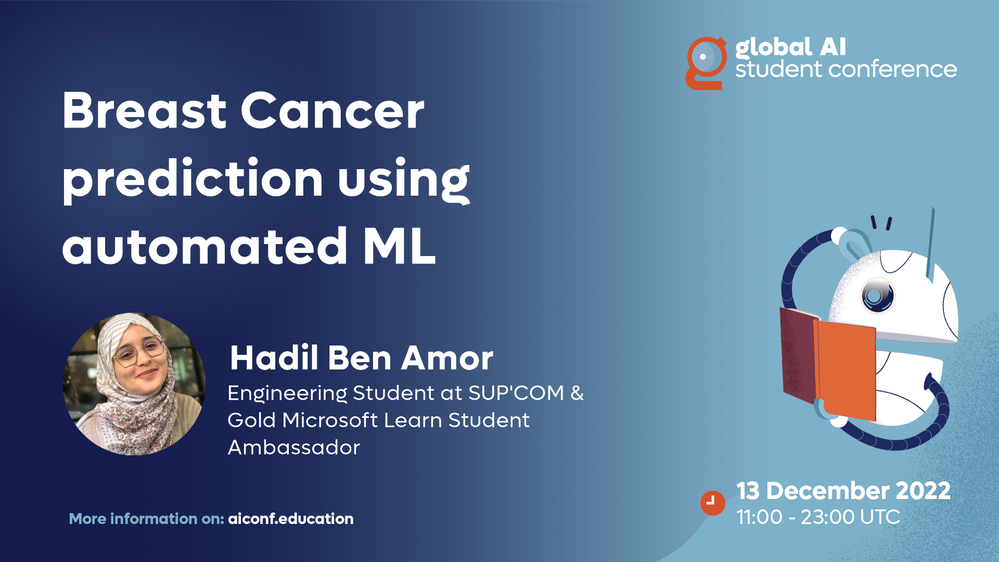 global AI
student conference
Breast Cancer
prediction using
automated ML
Hadil Ben Amor
Engineering Student at SUP'COM &
Gold Microsoft Learn Student
Ambassador
More information on: aiconf.education
13 December 2022
11:00 - 23:00 UTC